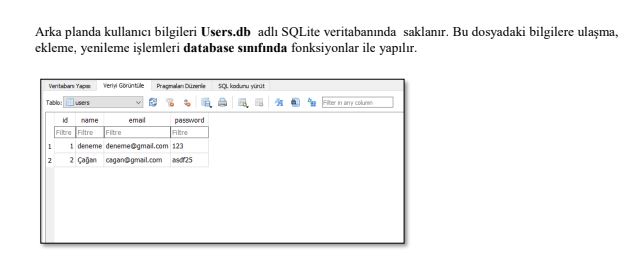 Arka planda kullanıcı bilgileri Users.db adlı SQLite veritabanında saklanır. Bu dosyadaki bilgilere ulaşma,
ekleme, yenileme işlemleri database sınıfında fonksiyonlar ile yapılır.
Veritabanı Yapısı Veriyi Görüntüle Pragmaları Düzenle SQL kodunu yürüt
Tablo: users Filter in any column
id name email password
Filtre Filtre Filtre Filtre
1 1 deneme deneme@gmail.com 123
2 2 Çağan cagan@gmail.com asdf25